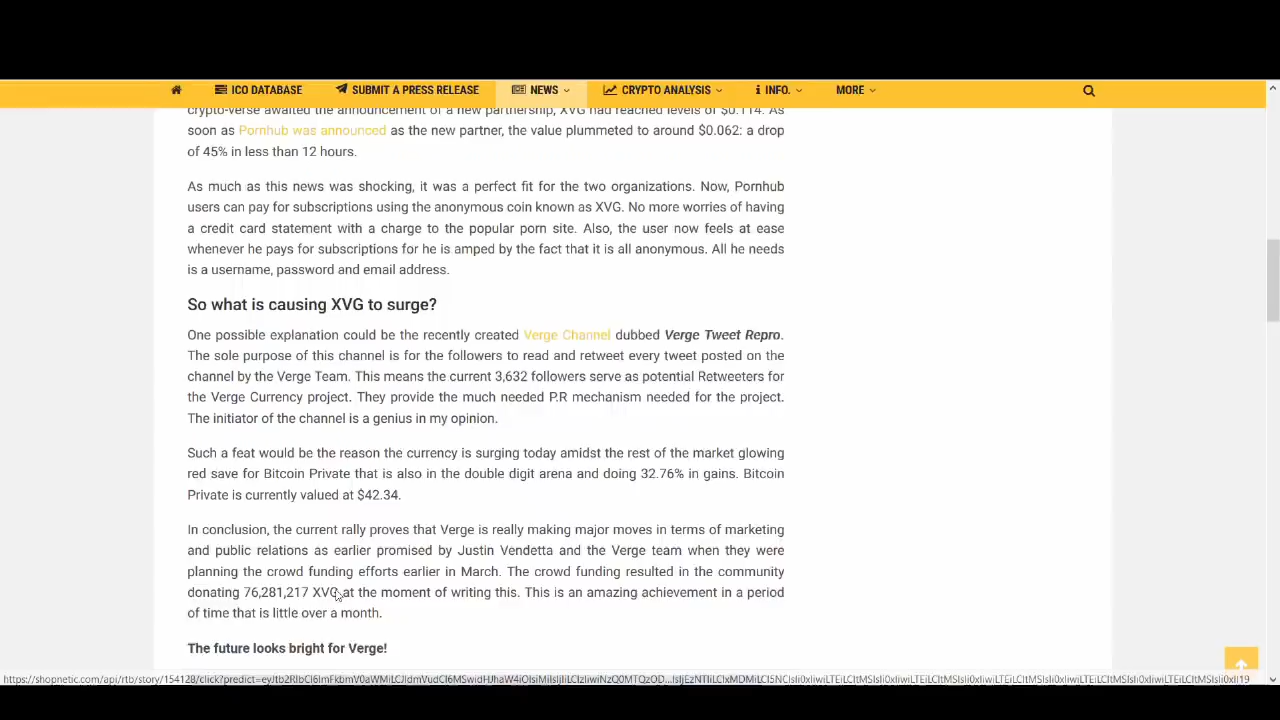 ICO DATABASE SUBMIT A PRESS RELEASE NEWS CRYPTO ANALYSIS INFO. MORE
crypto-verse awaited the announcement of a new partnership, XVG had reached levels of $0.114. As
soon as Pornhub was announced as the new partner, the value plummeted to around $0.062: a drop
of 45% in less than 12 hours.
As much as this news was shocking, it was a perfect fit for the two organizations. Now, Pornhub
users can pay for subscriptions using the anonymous coin known as XVG. No more worries of having
a credit card statement with a charge to the popular porn site. Also, the user now feels at ease
whenever he pays for subscriptions for he is amped by the fact that it is all anonymous. All he needs
is a username, password and email address.
So what is causing XVG to surge?
One possible explanation could be the recently created Verge Channel dubbed Verge Tweet Repro.
The sole purpose of this channel is for the followers to read and retweet every tweet posted on the
channel by the Verge Team. This means the current 3,632 followers serve as potential Retweeters for
the Verge Currency project. They provide the much needed P.R mechanism needed for the project.
The initiator of the channel is a genius in my opinion.
Such a feat would be the reason the currency is surging today amidst the rest of the market glowing
red save for Bitcoin Private that is also in the double digit arena and doing 32.76% in gains. Bitcoin
Private is currently valued at $42.34.
In conclusion, the current rally proves that Verge is really making major moves in terms of marketing
and public relations as earlier promised by Justin Vendetta and the Verge team when they were
planning the crowd funding efforts earlier in March. The crowd funding resulted in the community
donating 76,281,217 XVG at the moment of writing this. This is an amazing achievement in a period
of time that is little over a month.
The future looks bright for Verge!